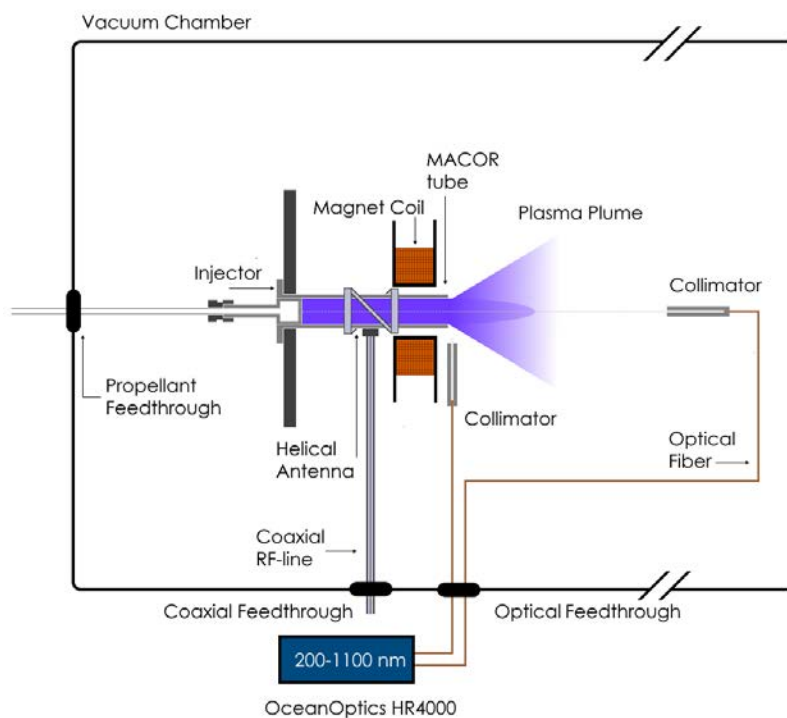 Vacuum Chamber
MACOR
tube
Magnet Coil
Plasma Plume
Injector
Collimator
Propellant
Feedthrough
Collimator
Helical
Antenna
Optical
Fiber
Coaxial
RF-line
Coaxial Feedthrough
Optical Feedthrough
200-1100 nm
OceanOptics HR4000